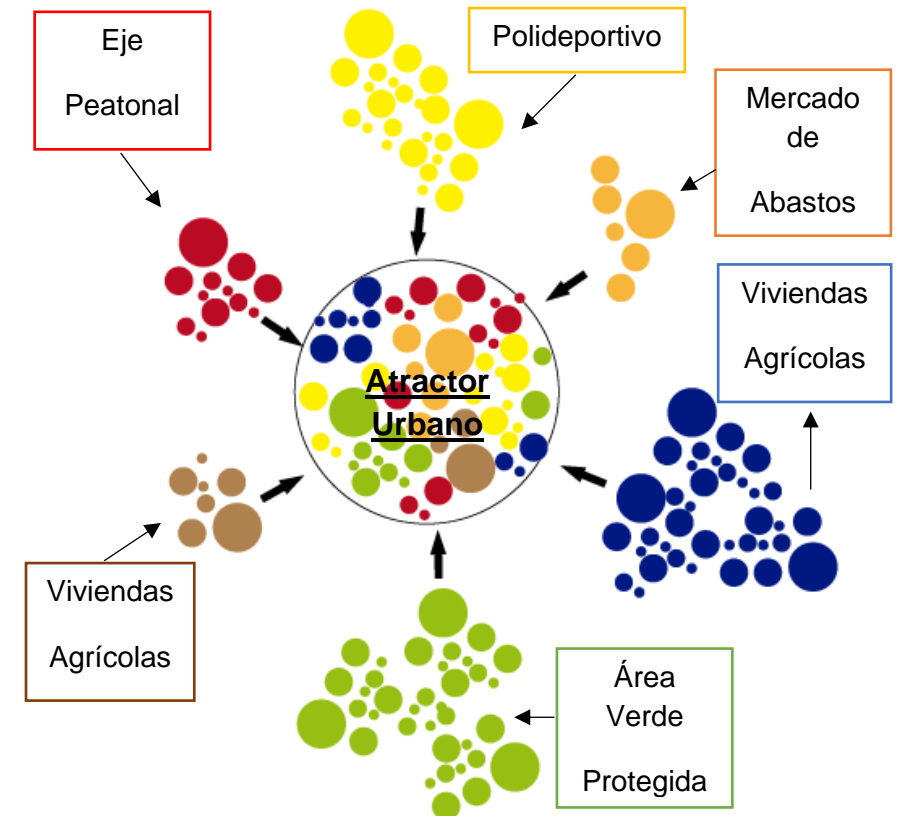 Eje
Peatonal
Polideportivo
Mercado
de
Abastos
Viviendas
Agrícolas
Atractor
Urbano
Viviendas
Agrícolas
Área
Verde
Protegida